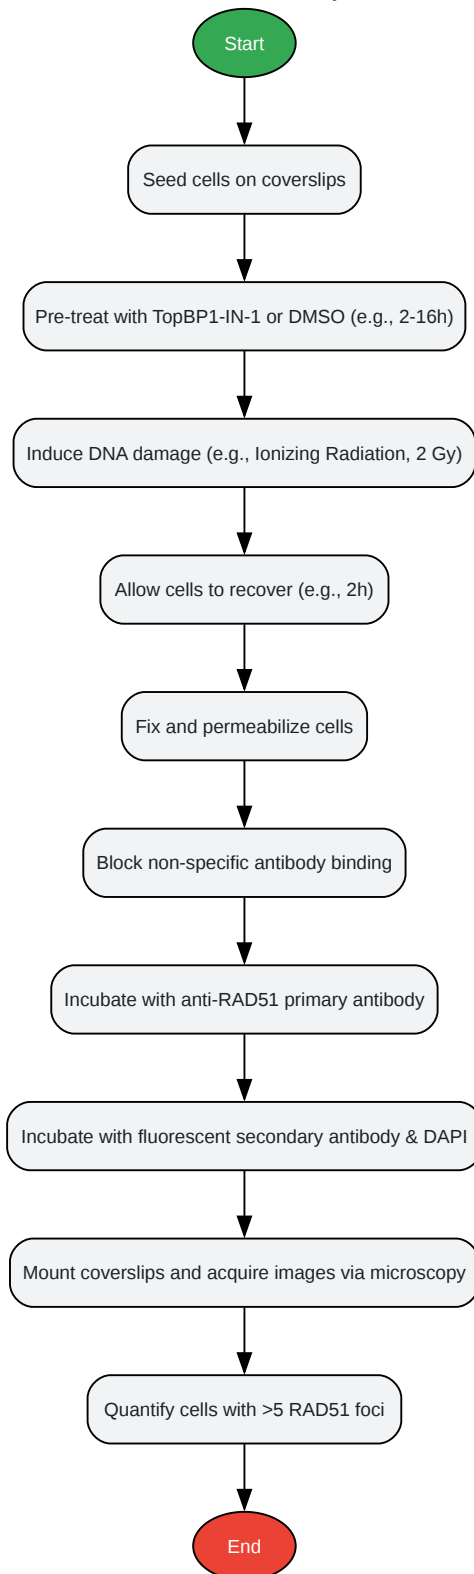 Start
Seed cells on coverslips
Pre-treat with TopBP1-IN-1 or DMSO (e.g., 2-16h)
Induce DNA damage (e.g., Ionizing Radiation, 2 Gy)
Allow cells to recover (e.g., 2h)
Fix and permeabilize cells
Block non-specific antibody binding
Incubate with anti-RAD51 primary antibody
Incubate with fluorescent secondary antibody & DAPI
Mount coverslips and acquire images via microscopy
Quantify cells with >5 RAD51 foci
End